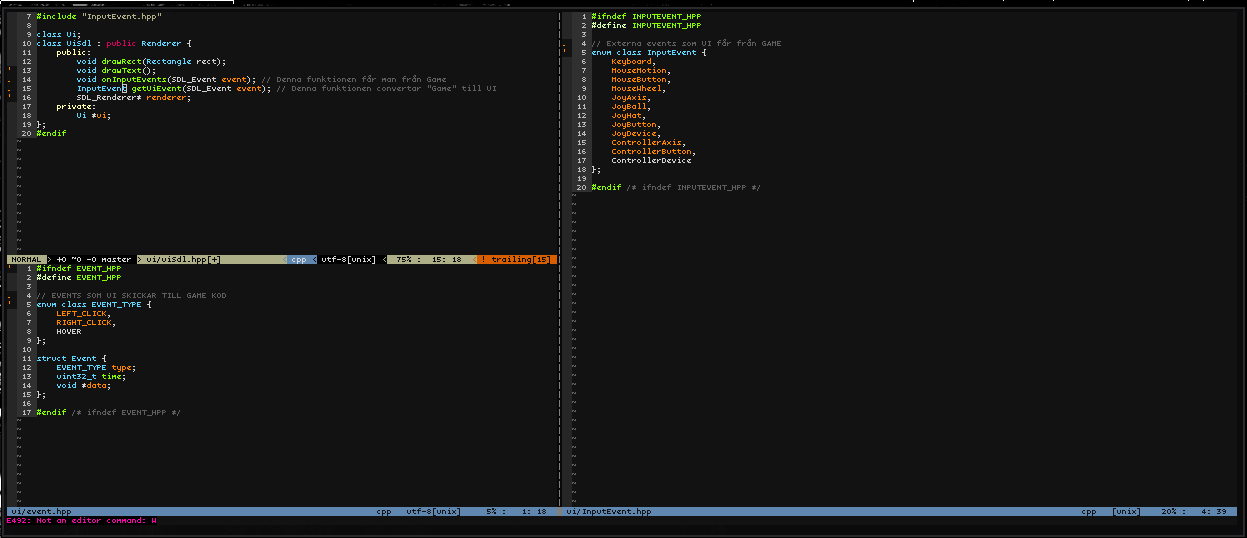 7 #include "InputEvent.hpp"
8
9 class Ui;
10 class UiSdl : public Renderer {
11     public:
12         void drawRect(Rectangle rect);
13         void drawText();
14         void onInputEvents(SDL_Event event); // Denna funktionen får man från Game
15         InputEvent getUiEvent(SDL_Event event); // Denna funktionen convertar "Game" till UI
16         SDL_Renderer* renderer;
17     private:
18         Ui *ui;
19 };
20 #endif
NORMAL > +0 ~0 -0 master > ui/uiSdl.hpp[+] < cpp < utf-8[unix] < 75% : 15: 18 < ! trailing[15]
1 #ifndef EVENT_HPP
2 #define EVENT_HPP
3
4 // EVENTS SOM UI SKICKAR TILL GAME KOD
5 enum class EVENT_TYPE {
6     LEFT_CLICK,
7     RIGHT_CLICK,
8     HOVER
9 };
10
11 struct Event {
12     EVENT_TYPE type;
13     uint32_t time;
14     void *data;
15 };
16
17 #endif /* ifndef EVENT_HPP */
ui/event.hpp cpp utf-8[unix] 5% : 1: 18
E492: Not an editor command: W
1 #ifndef INPUTEVENT_HPP
2 #define INPUTEVENT_HPP
3
4 // Externa events som UI får från GAME
5 enum class InputEvent {
6     Keyboard,
7     MouseMotion,
8     MouseButton,
9     MouseWheel,
10     JoyAxis,
11     JoyBall,
12     JoyHat,
13     JoyButton,
14     JoyDevice,
15     ControllerAxis,
16     ControllerButton,
17     ControllerDevice
18 };
19
20 #endif /* ifndef INPUTEVENT_HPP */
ui/InputEvent.hpp cpp [unix] 20% : 4: 39